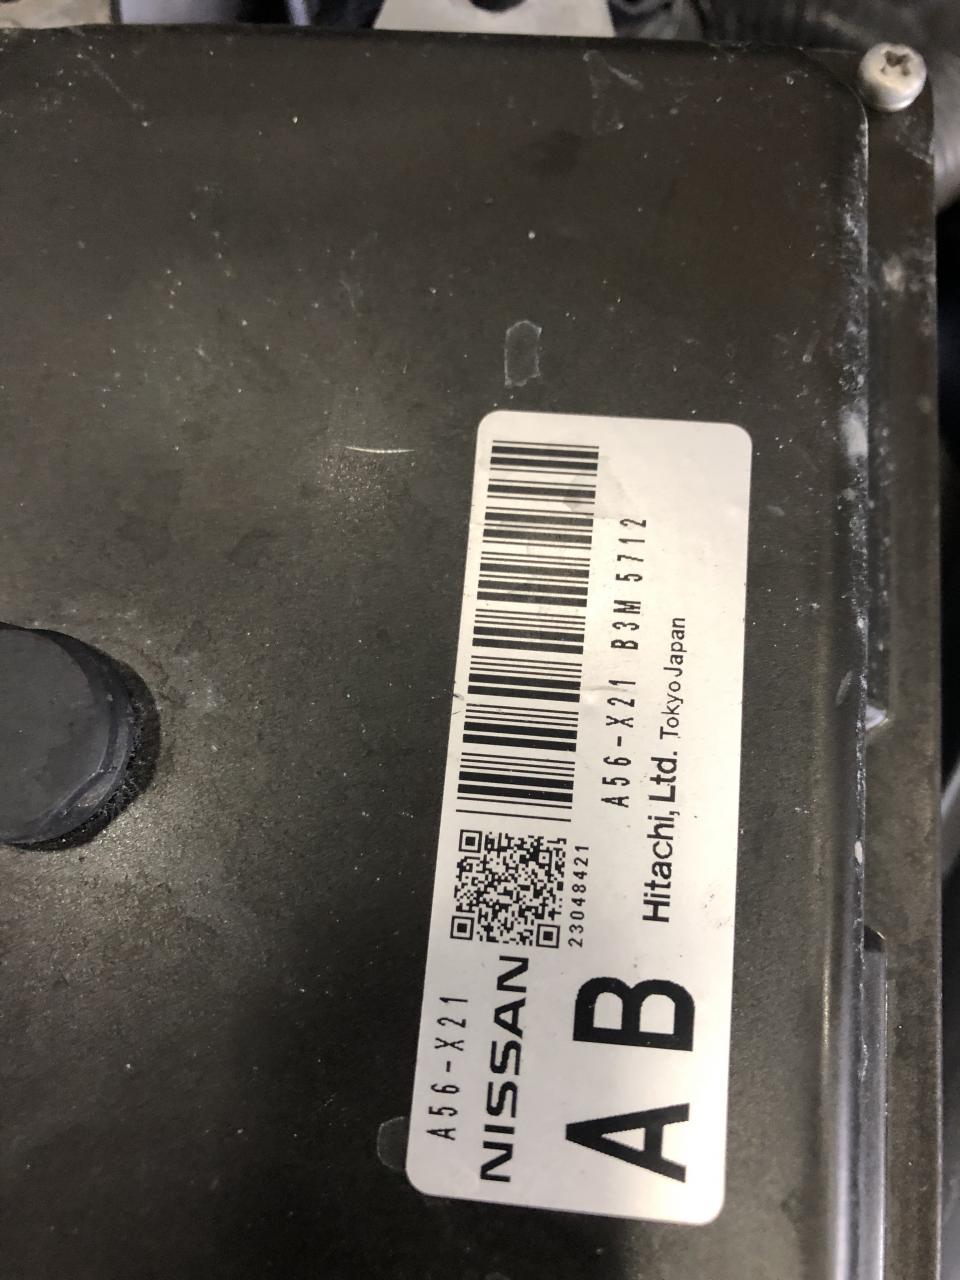 A56-X21
NISSAN
A B
23048421
A56-X21 B3M 5712
Hitachi, Ltd. Tokyo Japan